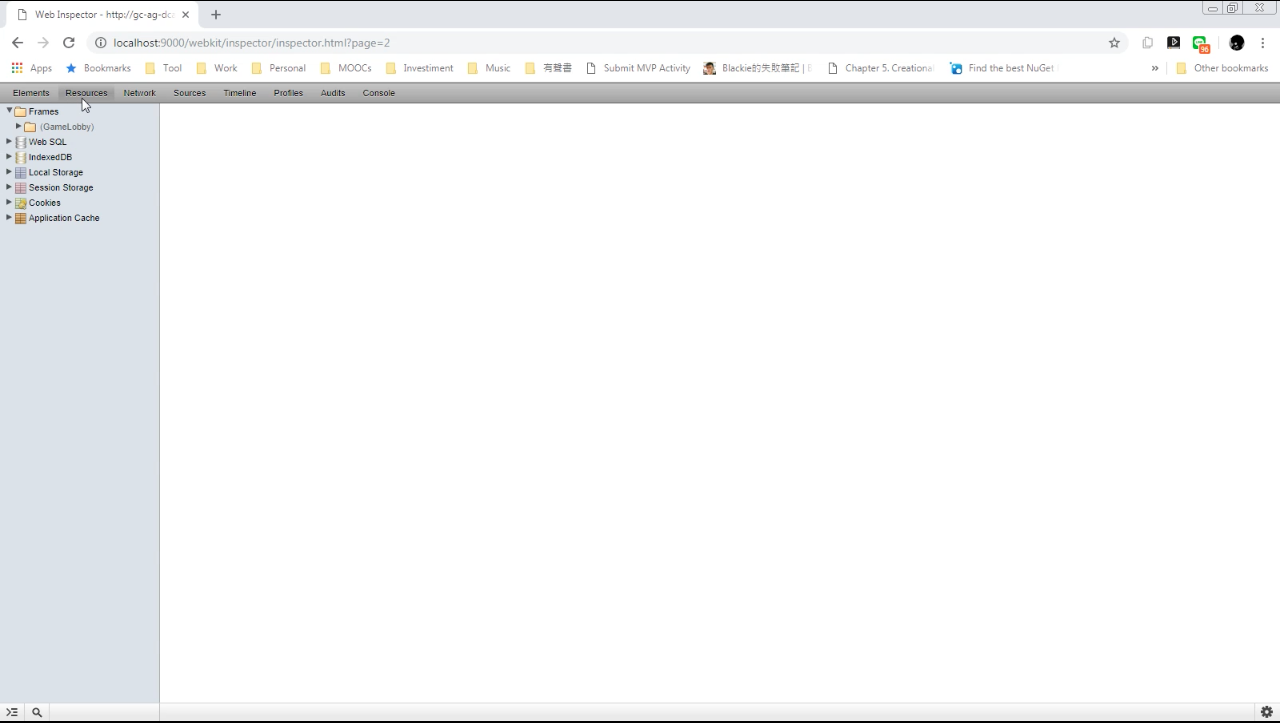 Web Inspector - http://gc-ag-dc
localhost:9000/webkit/inspector/inspector.html?page=2
96
Apps Bookmarks Tool Work Personal MOOCs Investiment Music 有聲書 Submit MVP Activity Blackie的失敗筆記 | Chapter 5. Creationa Find the best NuGet » Other bookmarks
Elements Resources Network Sources Timeline Profiles Audits Console
Frames
(GameLobby)
Web SQL
IndexedDB
Local Storage
Session Storage
Cookies
Application Cache